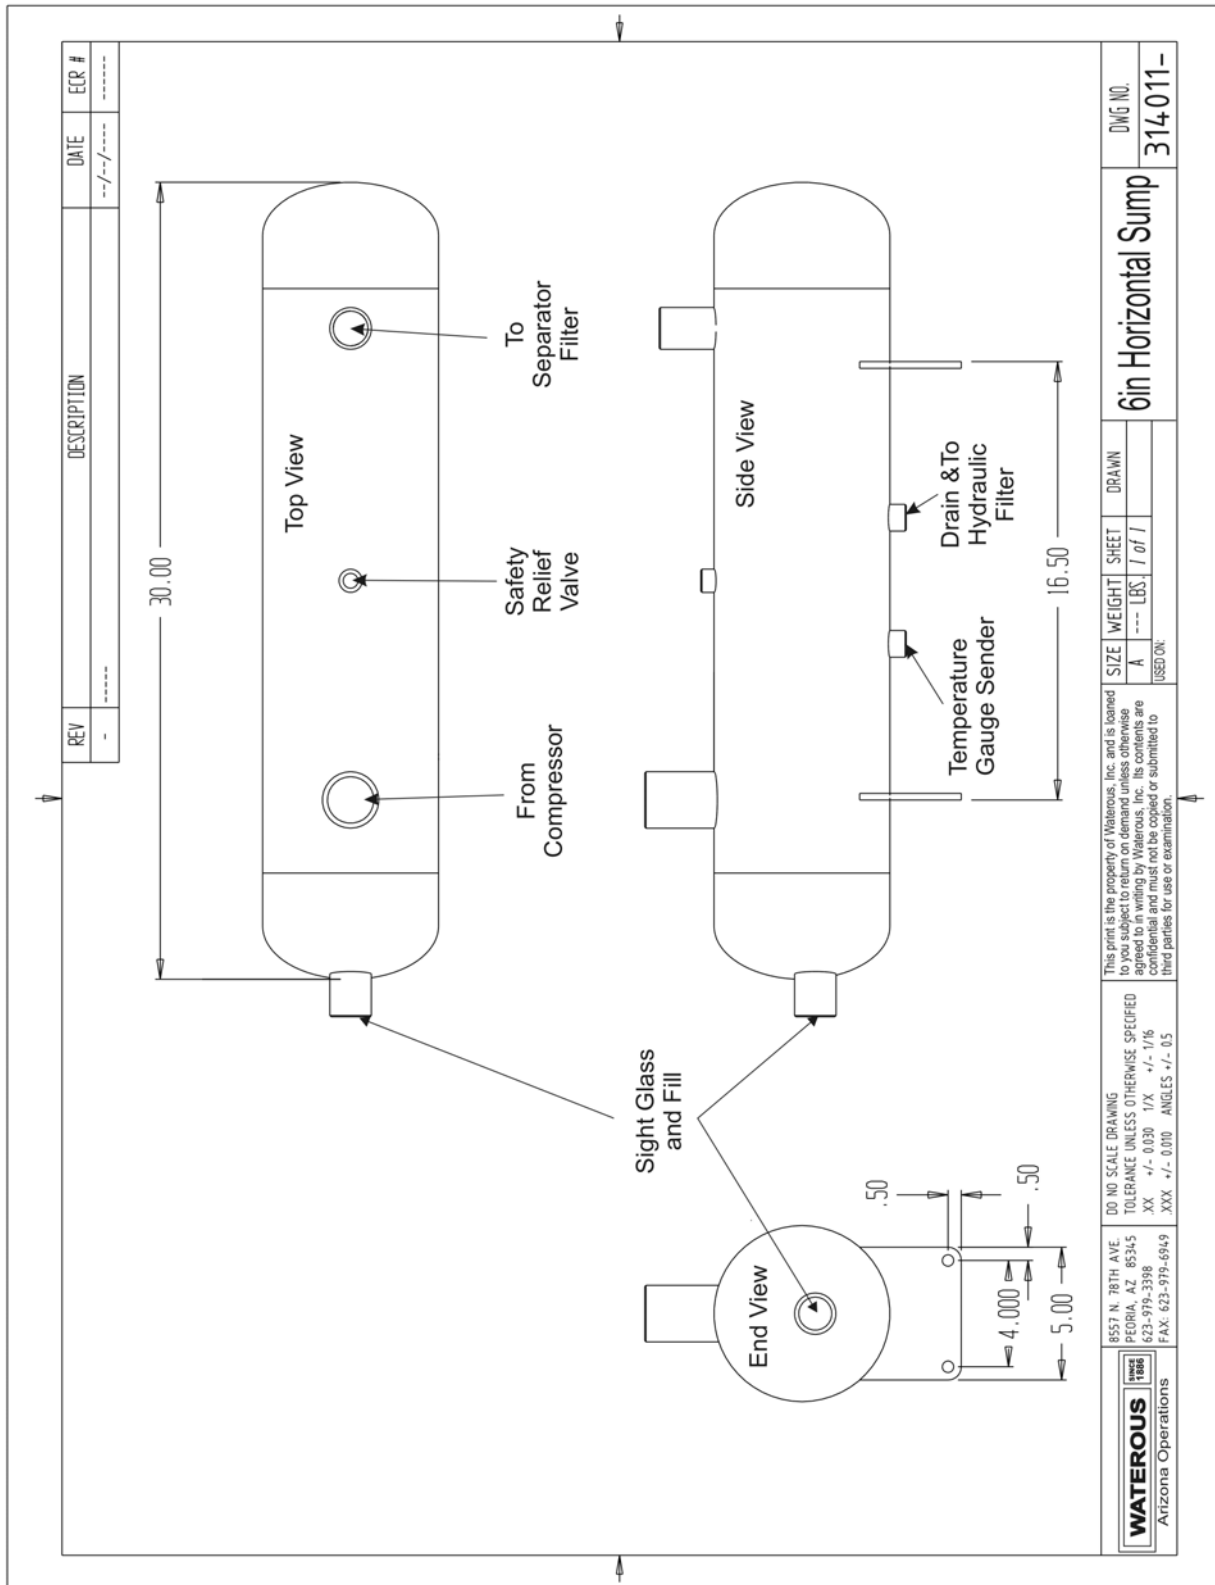 REV DESCRIPTION DATE ECR #
- ----- --/--/---- ------
30.00
Top View
From
Compressor
Safety
Relief
Valve
To
Separator
Filter
Sight Glass
and Fill
End View
.50
.50
4.000
5.00
Side View
Temperature
Gauge Sender
Drain &To
Hydraulic
Filter
16.50
WATEROUS
SINCE
1886
Arizona Operations
8557 N. 78TH AVE.
PEORIA, AZ 85345
623-979-3398
FAX: 623-979-6949
DO NO SCALE DRAWING
TOLERANCE UNLESS OTHERWISE SPECIFIED
.XX +/- 0.030 1/X +/- 1/16
.XXX +/- 0.010 ANGLES +/- 0.5
This print is the property of Waterous, Inc. and is loaned
to you subject to return on demand unless otherwise
agreed to in writing by Waterous, Inc. Its contents are
confidential and must not be copied or submitted to
third parties for use or examination.
SIZE WEIGHT SHEET DRAWN
A --- LBS. 1 of 1
USED ON:
6in Horizontal Sump
DWG NO.
314011-